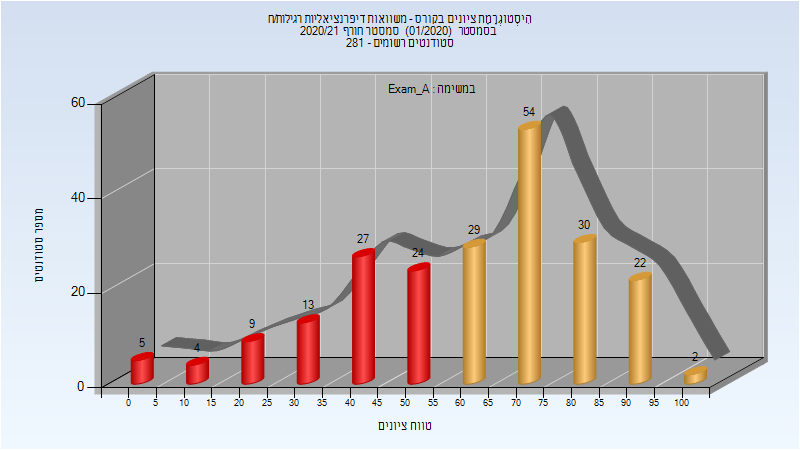 הִיסְטוֹגְרָמַת ציונים בקורס - משוואות דיפרנציאליות רגילות/ח
בסמסטר (01/2020) סמסטר חורף 2020/21
סטודנטים רשומים - 281
במשימה : Exam_A
60
40
20
0
מספר סטודנטים
5
4
9
13
27
24
29
54
30
22
2
0 5 10 15 20 25 30 35 40 45 50 55 60 65 70 75 80 85 90 95 100
טווח ציונים